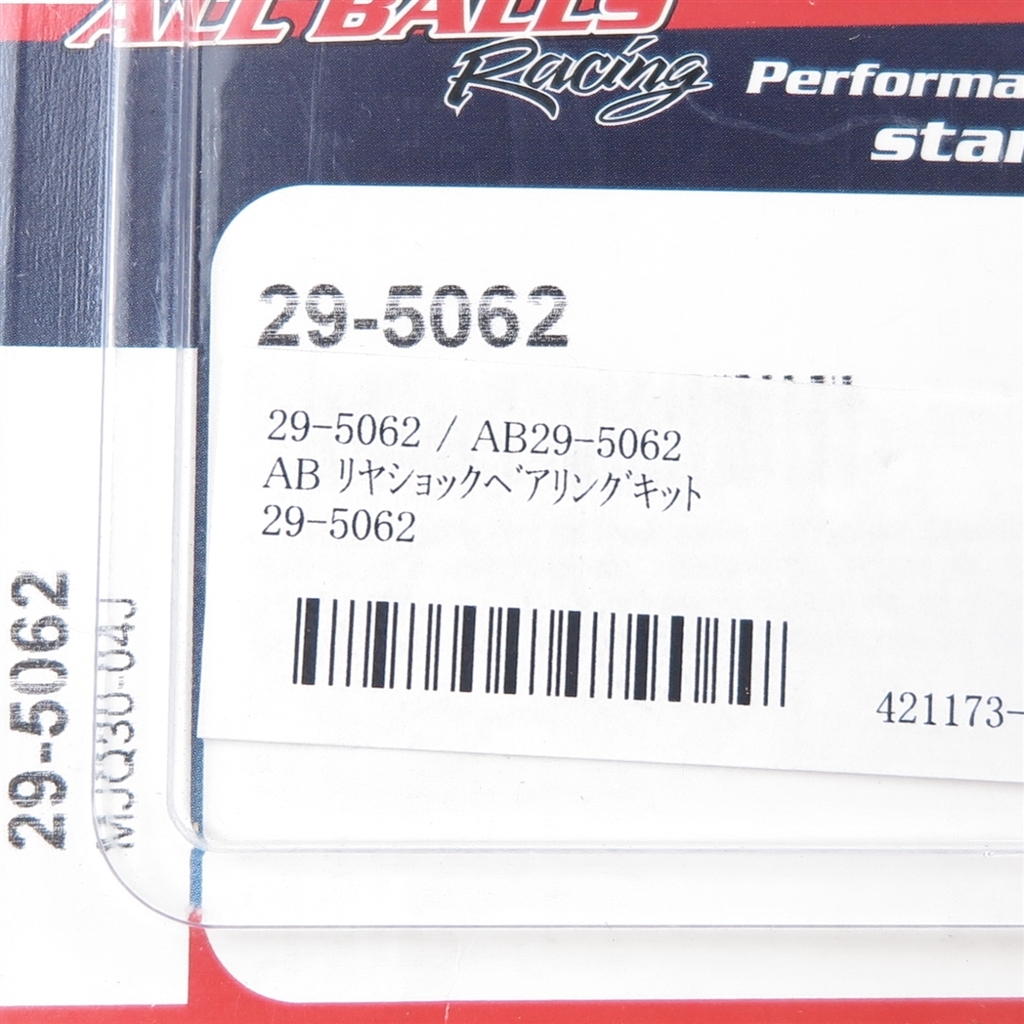 ALL BALLS
Racing
Performa
star
29-5062
29-5062 / AB29-5062
AB リヤショックベアリングキット
29-5062
421173-
29-5062
MJQ30-04J